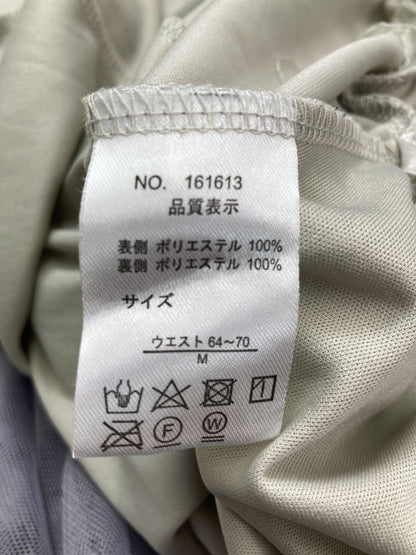 NO. 161613
品質表示
表側 ポリエステル 100%
裏側 ポリエステル 100%
サイズ
ウエスト 64~70
M
1
F W